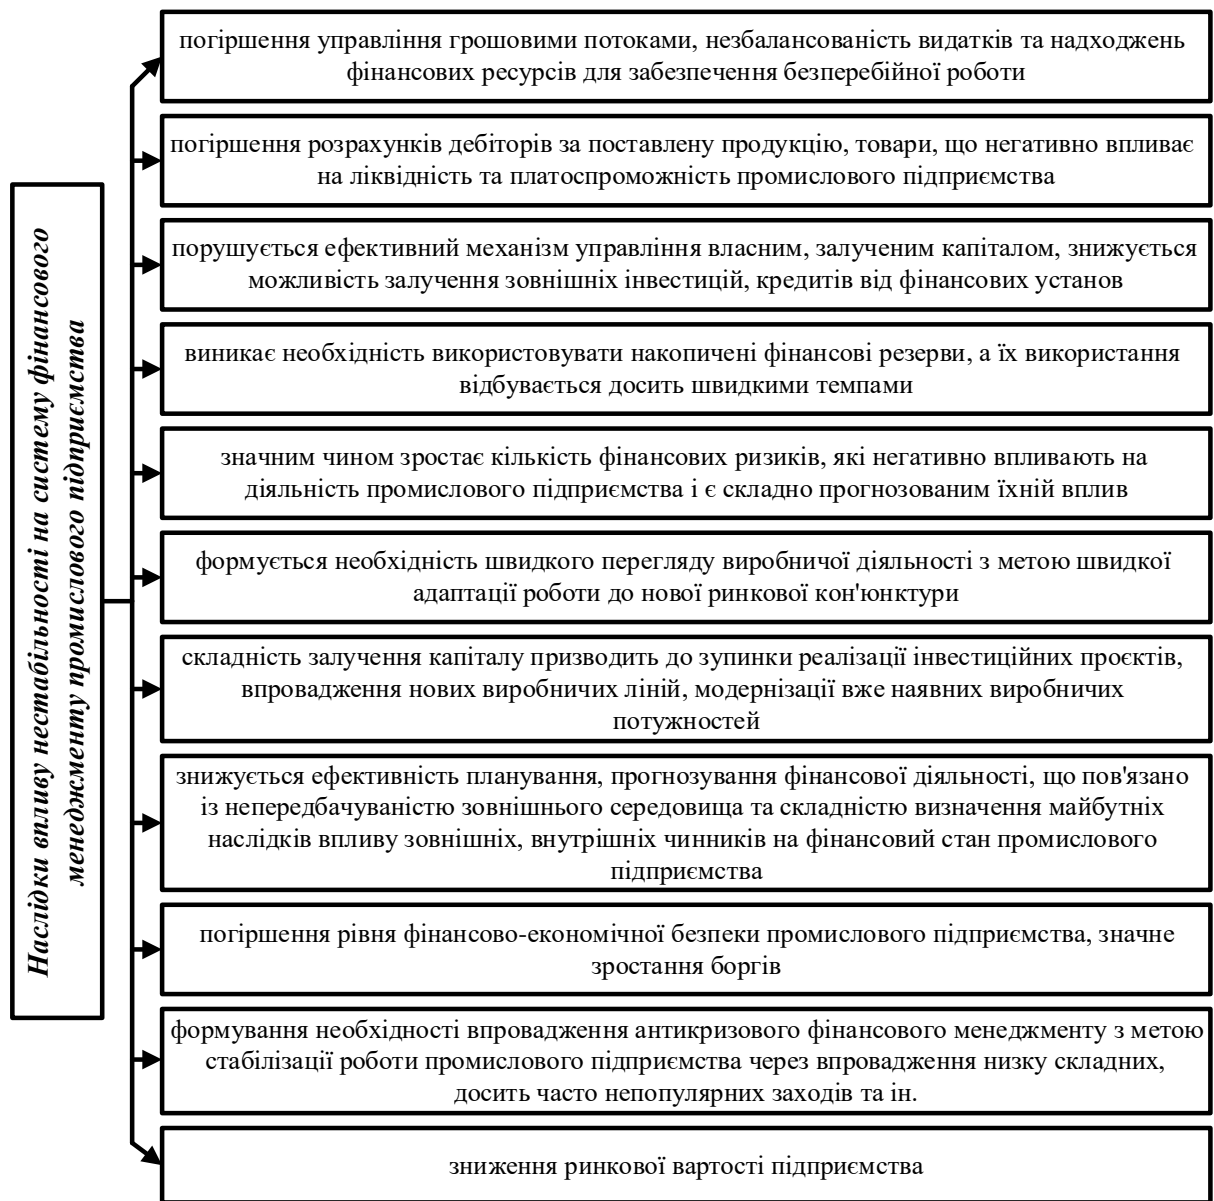 Наслідки впливу нестабільності на систему фінансового
менеджменту промислового підприємства
погіршення управління грошовими потоками, незбалансованість видатків та надходжень
фінансових ресурсів для забезпечення безперебійної роботи
погіршення розрахунків дебіторів за поставлену продукцію, товари, що негативно впливає
на ліквідність та платоспроможність промислового підприємства
порушується ефективний механізм управління власним, залученим капіталом, знижується
можливість залучення зовнішніх інвестицій, кредитів від фінансових установ
виникає необхідність використовувати накопичені фінансові резерви, а їх використання
відбувається досить швидкими темпами
значним чином зростає кількість фінансових ризиків, які негативно впливають на
діяльність промислового підприємства і є складно прогнозованим їхній вплив
формується необхідність швидкого перегляду виробничої діяльності з метою швидкої
адаптації роботи до нової ринкової кон'юнктури
складність залучення капіталу призводить до зупинки реалізації інвестиційних проєктів,
впровадження нових виробничих ліній, модернізації вже наявних виробничих
потужностей
знижується ефективність планування, прогнозування фінансової діяльності, що пов'язано
із непередбачуваністю зовнішнього середовища та складністю визначення майбутніх
наслідків впливу зовнішніх, внутрішніх чинників на фінансовий стан промислового
підприємства
погіршення рівня фінансово-економічної безпеки промислового підприємства, значне
зростання боргів
формування необхідності впровадження антикризового фінансового менеджменту з метою
стабілізації роботи промислового підприємства через впровадження низку складних,
досить часто непопулярних заходів та ін.
зниження ринкової вартості підприємства